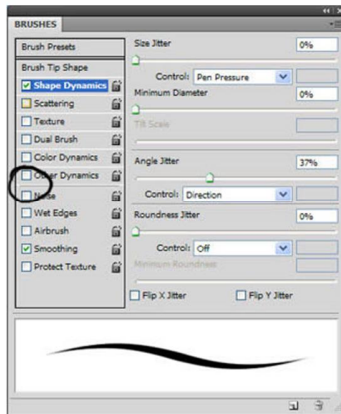 BRUSHES
Brush Presets
Brush Tip Shape
Shape Dynamics
Scattering
Texture
Dual Brush
Color Dynamics
Other Dynamics
Noise
Wet Edges
Airbrush
Smoothing
Protect Texture
Size Jitter 0%
Control: Pen Pressure
Minimum Diameter 0%
Tilt Scale
Angle Jitter 37%
Control: Direction
Roundness Jitter 0%
Control: Off
Minimum Roundness
Flip X Jitter Flip Y Jitter